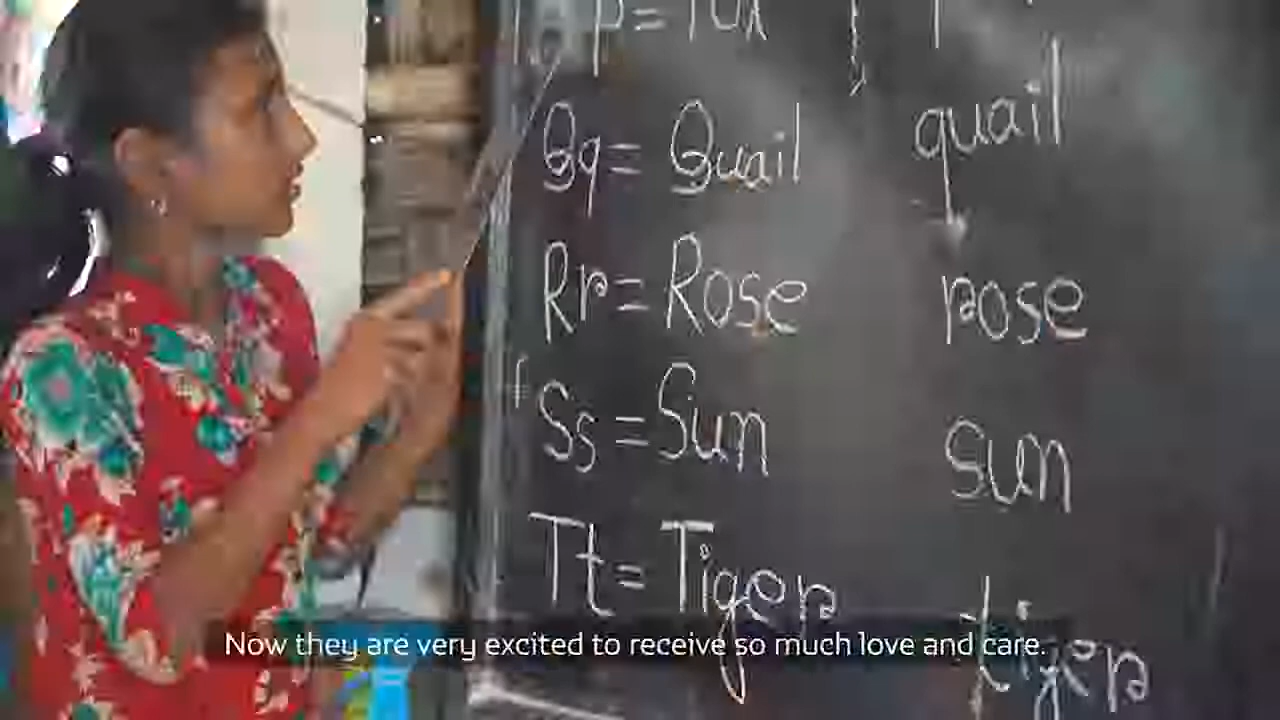 Qq = Quail quail
Rr = Rose rose
Ss = Sun sun
Tt = Tiger tiger
Now they are very excited to receive so much love and care.